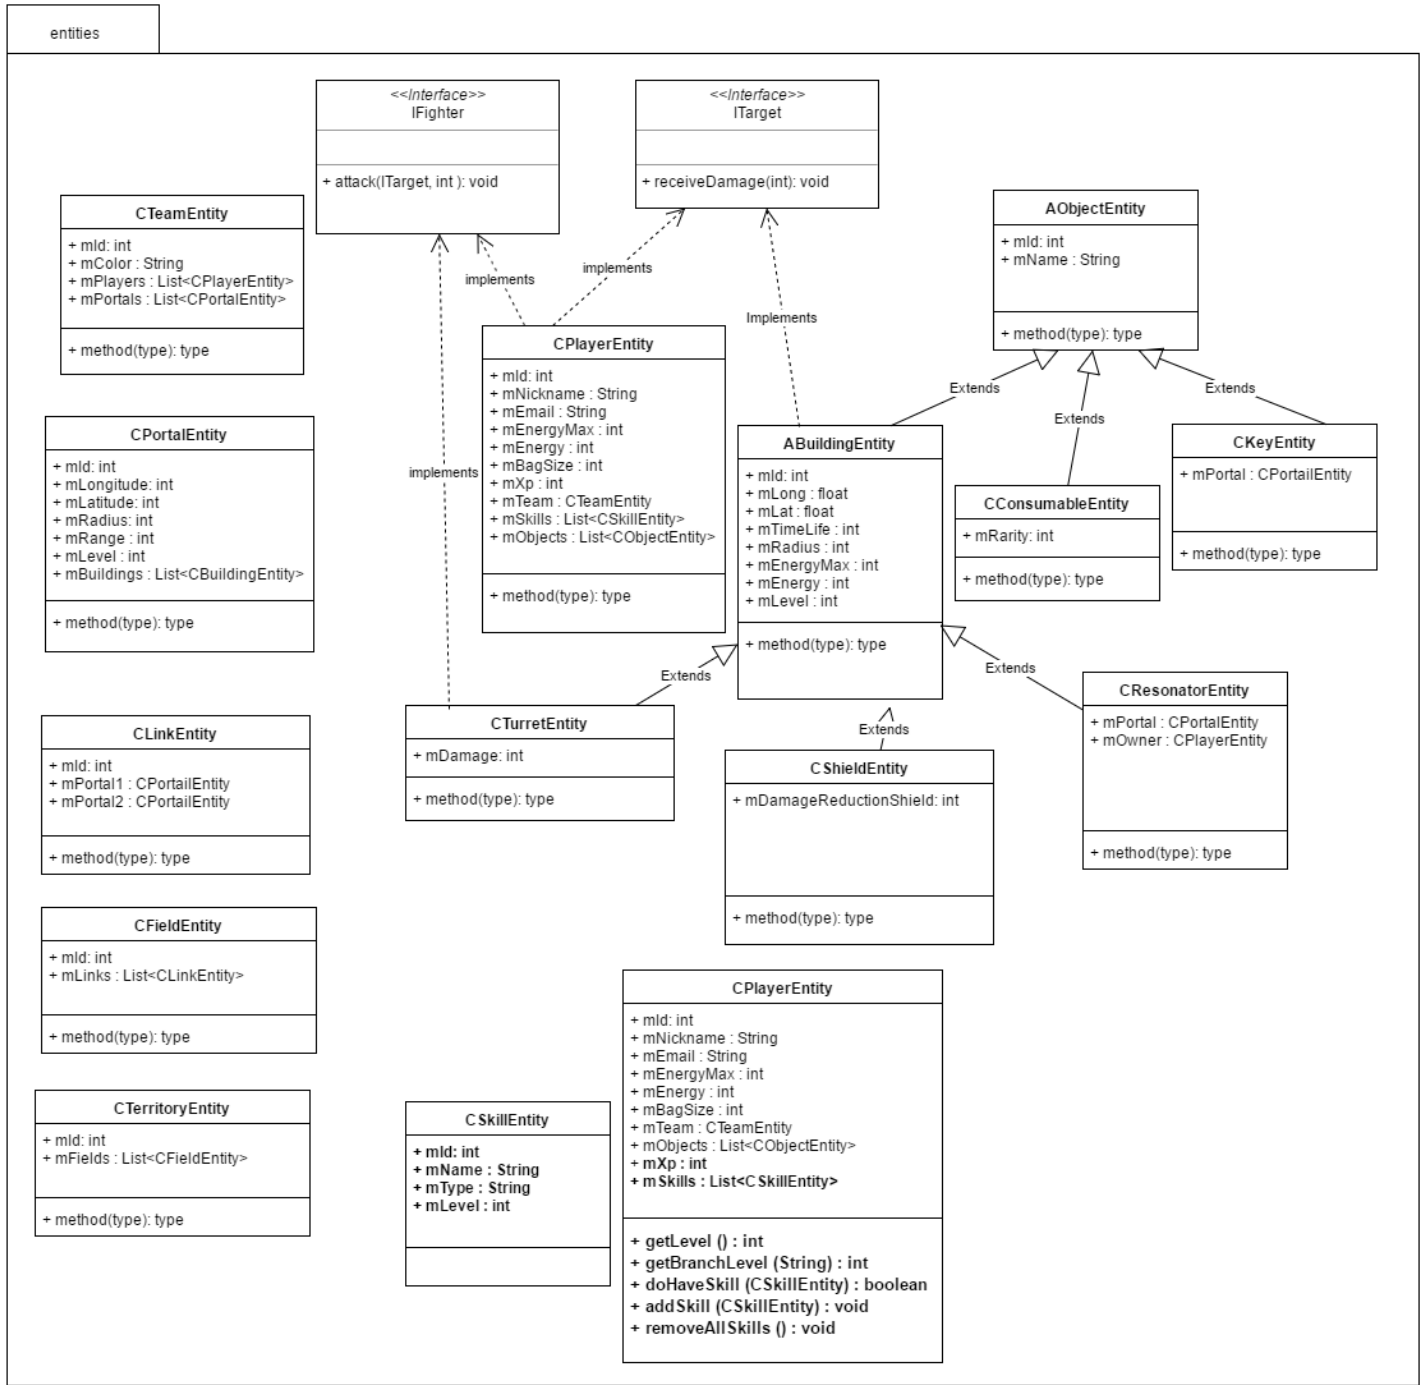 entities
<<Interface>>
IFighter
+ attack(ITarget, int ): void
<<Interface>>
ITarget
+ receiveDamage(int): void
CTeamEntity
+ mId: int
+ mColor : String
+ mPlayers : List<CPlayerEntity>
+ mPortals : List<CPortalEntity>
+ method(type): type
AObjectEntity
+ mId: int
+ mName : String
+ method(type): type
implements
implements
Implements
implements
CPlayerEntity
+ mId: int
+ mNickname : String
+ mEmail : String
+ mEnergyMax : int
+ mEnergy : int
+ mBagSize : int
+ mXp : int
+ mTeam : CTeamEntity
+ mSkills : List<CSkillEntity>
+ mObjects : List<CObjectEntity>
+ method(type): type
Extends
Extends
Extends
CPortalEntity
+ mId: int
+ mLongitude: int
+ mLatitude: int
+ mRadius: int
+ mRange: int
+ mLevel: int
+ mBuildings : List<CBuildingEntity>
+ method(type): type
ABuildingEntity
+ mId: int
+ mLong : float
+ mLat : float
+ mTimeLife : int
+ mRadius : int
+ mEnergyMax : int
+ mEnergy : int
+ mLevel : int
+ method(type): type
CConsumableEntity
+ mRarity: int
+ method(type): type
CKeyEntity
+ mPortal : CPortailEntity
+ method(type): type
Extends
Extends
Extends
CLinkEntity
+ mId: int
+ mPortal1 : CPortailEntity
+ mPortal2 : CPortailEntity
+ method(type): type
CTurretEntity
+ mDamage: int
+ method(type): type
CShieldEntity
+ mDamageReductionShield: int
+ method(type): type
CResonatorEntity
+ mPortal : CPortalEntity
+ mOwner : CPlayerEntity
+ method(type): type
CFieldEntity
+ mId: int
+ mLinks : List<CLinkEntity>
+ method(type): type
CTerritoryEntity
+ mId: int
+ mFields : List<CFieldEntity>
+ method(type): type
CSkillEntity
+ mId: int
+ mName : String
+ mType : String
+ mLevel : int
CPlayerEntity
+ mId: int
+ mNickname : String
+ mEmail : String
+ mEnergyMax : int
+ mEnergy : int
+ mBagSize : int
+ mTeam : CTeamEntity
+ mObjects : List<CObjectEntity>
+ mXp : int
+ mSkills : List<CSkillEntity>
+ getLevel () : int
+ getBranchLevel (String) : int
+ doHaveSkill (CSkillEntity) : boolean
+ addSkill (CSkillEntity) : void
+ removeAllSkills () : void